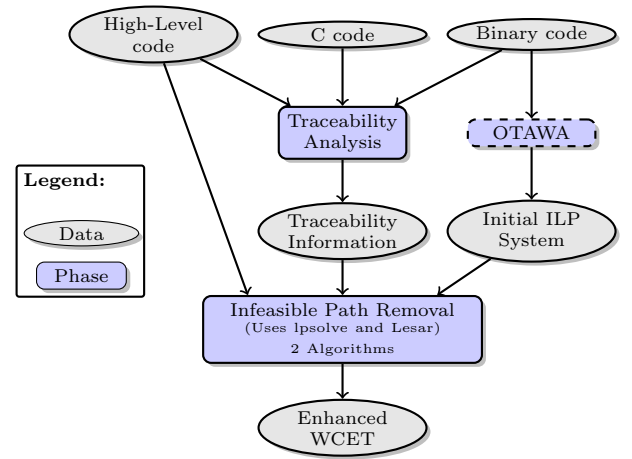 High-Level
code
C code
Binary code
Traceability
Analysis
OTAWA
Legend:
Data
Phase
Traceability
Information
Initial ILP
System
Infeasible Path Removal
(Uses lpsolve and Lesar)
2 Algorithms
Enhanced
WCET